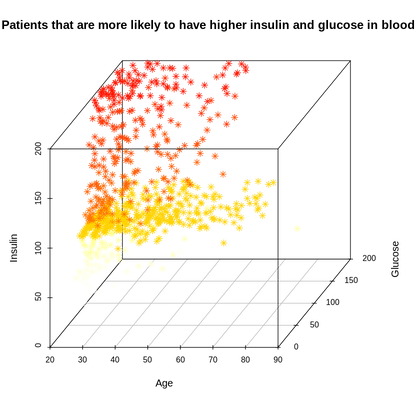 Patients that are more likely to have higher insulin and glucose in blood
200
150
100
50
0
Insulin
20 30 40 50 60 70 80 90
Age
0
50
100
150
200
Glucose